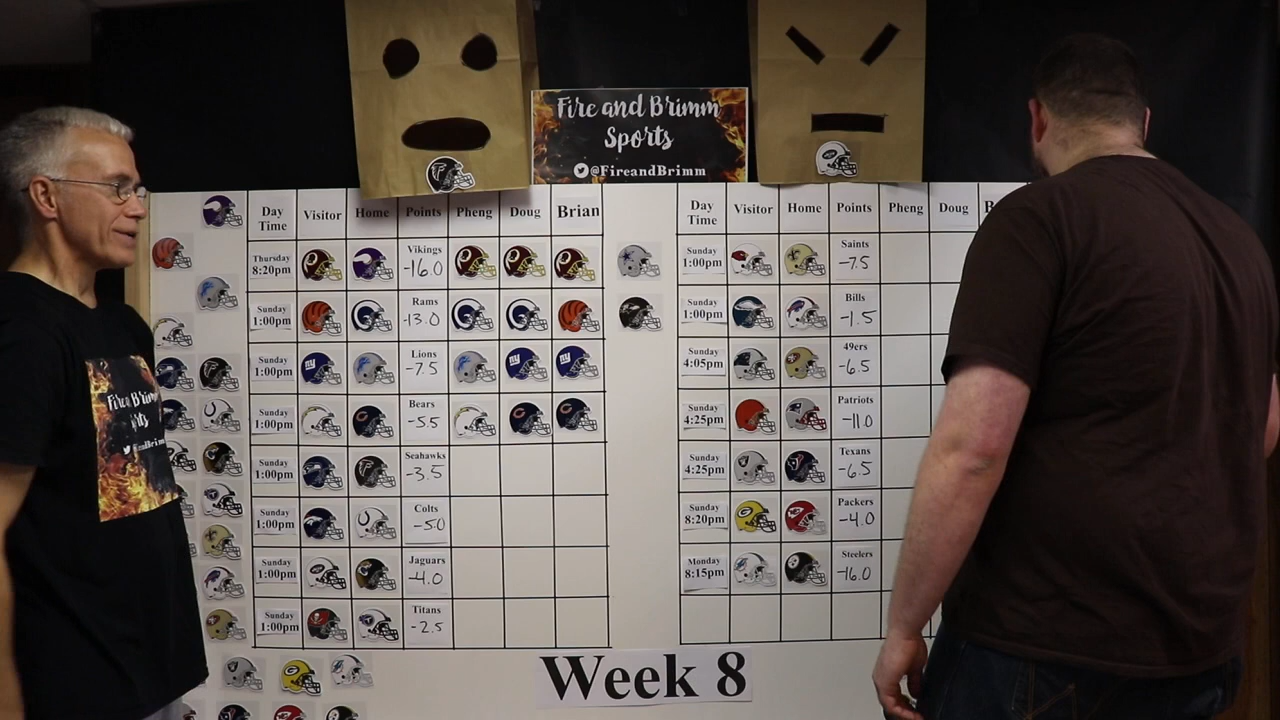 Fire and Brimm
Sports
@FireandBrimm
Day
Time
Visitor
Home
Points
Pheng
Doug
Brian
Thursday
8:20pm
Vikings
-16.0
Sunday
1:00pm
Rams
-13.0
Sunday
1:00pm
Lions
-7.5
Sunday
1:00pm
Bears
-5.5
Sunday
1:00pm
Seahawks
-3.5
Sunday
1:00pm
Colts
-5.0
Sunday
1:00pm
Jaguars
-4.0
Sunday
1:00pm
Titans
-2.5
Day
Time
Visitor
Home
Points
Pheng
Doug
Sunday
1:00pm
Saints
-7.5
Sunday
1:00pm
Bills
-1.5
Sunday
4:05pm
49ers
-6.5
Sunday
4:25pm
Patriots
-11.0
Sunday
4:25pm
Texans
-6.5
Sunday
8:20pm
Packers
-4.0
Monday
8:15pm
Steelers
-16.0
Week 8